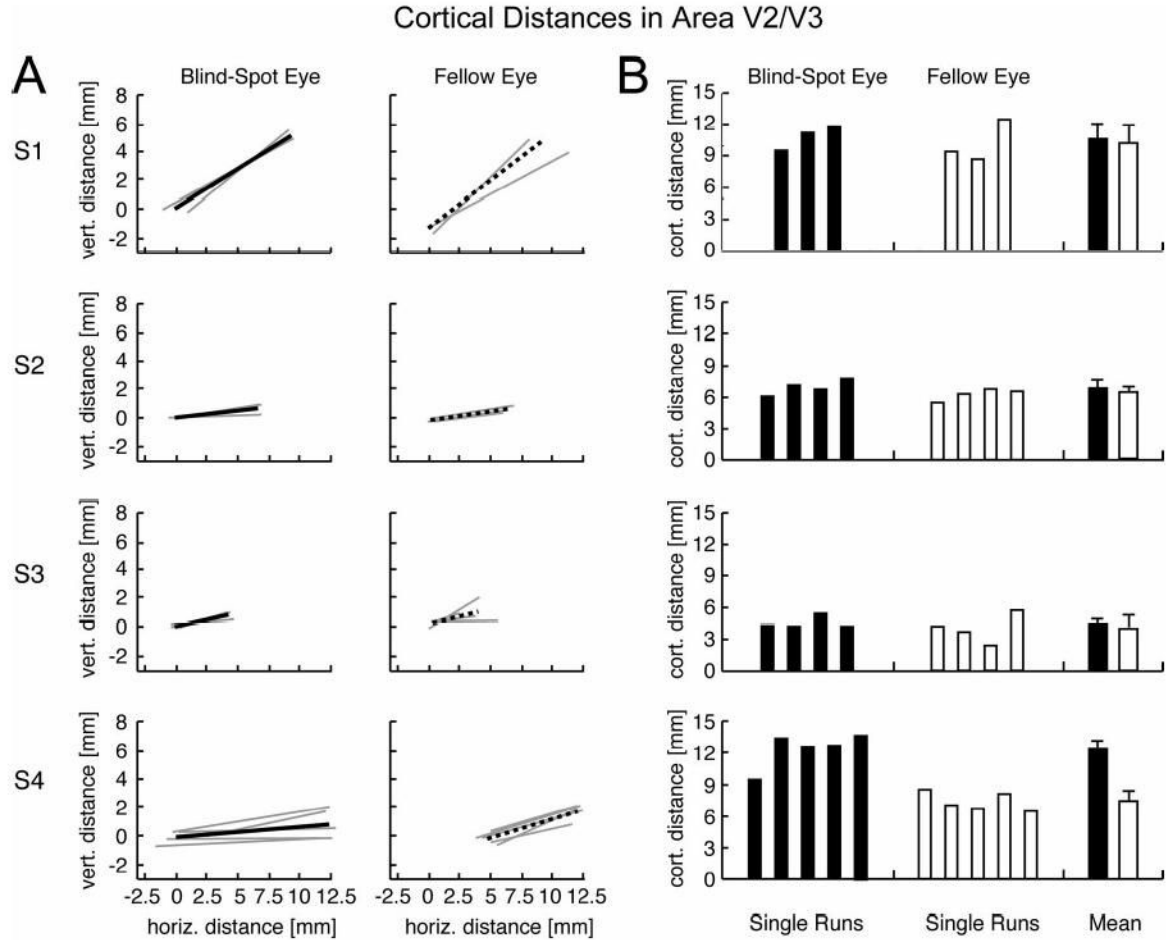 Cortical Distances in Area V2/V3
A
Blind-Spot Eye
Fellow Eye
B
Blind-Spot Eye
Fellow Eye
S1
vert. distance [mm]
8
6
4
2
0
-2
cort. distance [mm]
15
12
9
6
3
0
S2
vert. distance [mm]
8
6
4
2
0
-2
cort. distance [mm]
15
12
9
6
3
0
S3
vert. distance [mm]
8
6
4
2
0
-2
cort. distance [mm]
15
12
9
6
3
0
S4
vert. distance [mm]
8
6
4
2
0
-2
cort. distance [mm]
15
12
9
6
3
0
-2.5 0 2.5 5 7.5 10 12.5
-2.5 0 2.5 5 7.5 10 12.5
horiz. distance [mm]
horiz. distance [mm]
Single Runs
Single Runs
Mean